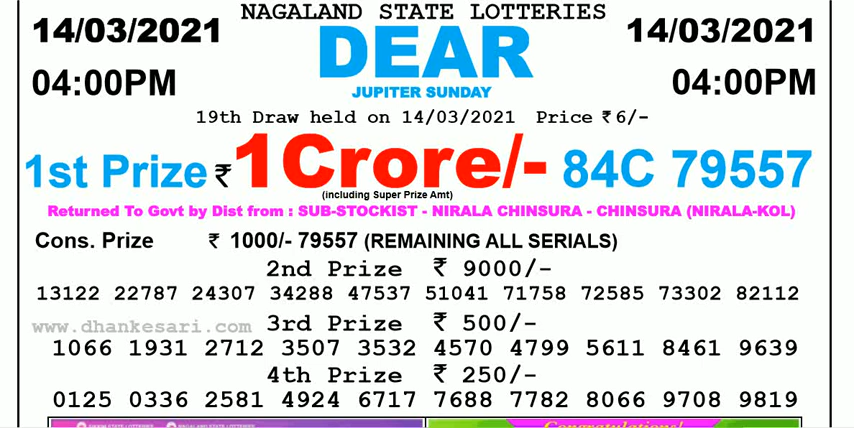 NAGALAND STATE LOTTERIES
14/03/2021 DEAR 14/03/2021
04:00PM JUPITER SUNDAY 04:00PM
19th Draw held on 14/03/2021 Price ₹ 6/-
1st Prize ₹ 1Crore/- 84C 79557
(including Super Prize Amt)
Returned To Govt by Dist from : SUB-STOCKIST - NIRALA CHINSURA - CHINSURA (NIRALA-KOL)
Cons. Prize ₹ 1000/- 79557 (REMAINING ALL SERIALS)
2nd Prize ₹ 9000/-
13122 22787 24307 34288 47537 51041 71758 72585 73302 82112
www.dhankesari.com 3rd Prize ₹ 500/-
1066 1931 2712 3507 3532 4570 4799 5611 8461 9639
4th Prize ₹ 250/-
0125 0336 2581 4924 6717 7688 7782 8066 9708 9819
NAGALAND STATE LOTTERIES Congratulations!